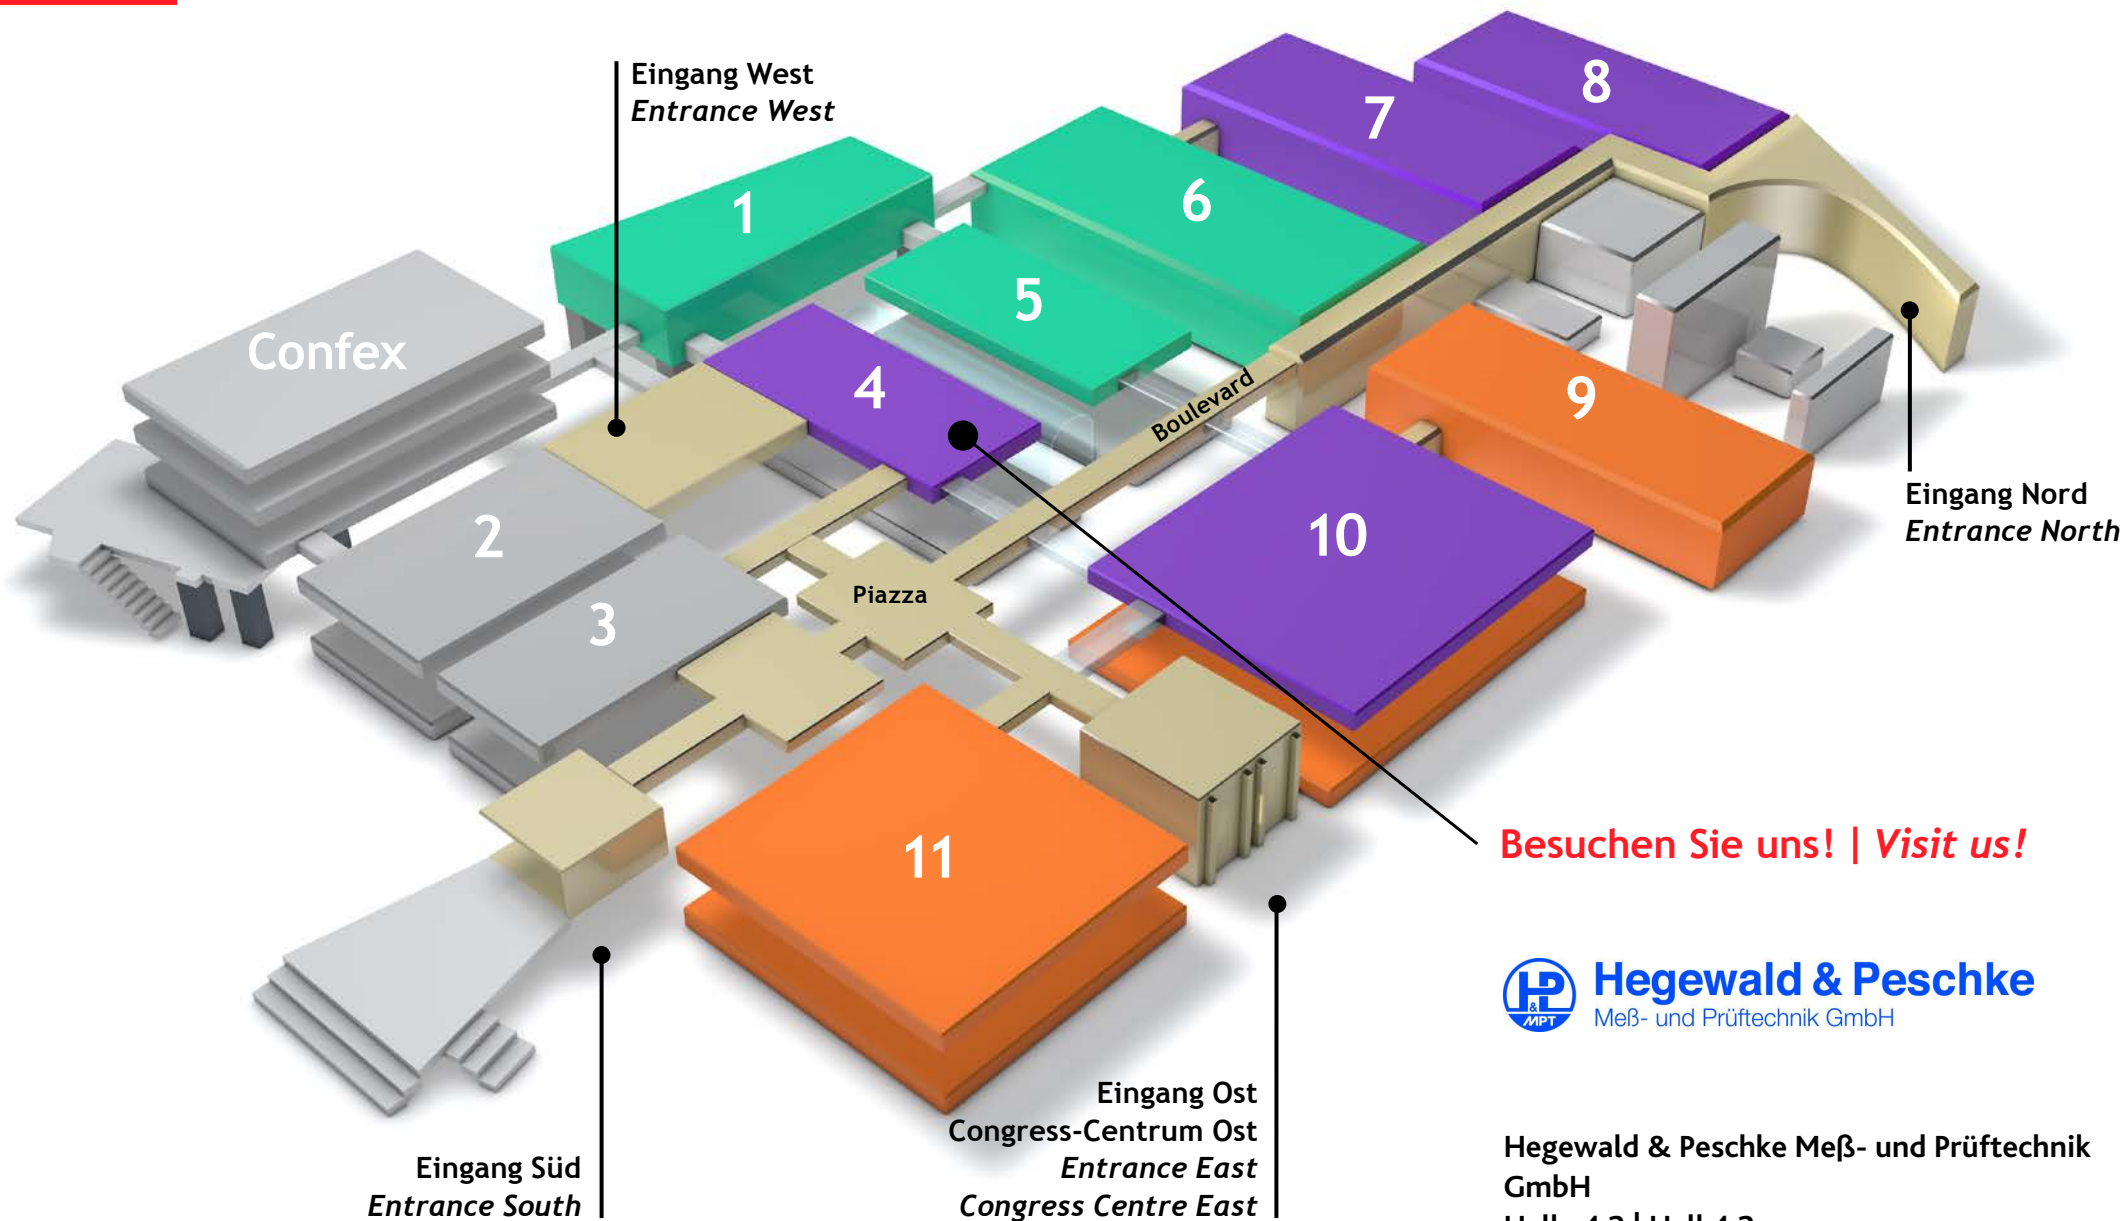 Eingang West
Entrance West
8
7
6
1
5
Confex
4
9
Boulevard
Eingang Nord
Entrance North
2
10
Piazza
3
Besuchen Sie uns! | Visit us!
11
H&P
MPT
Hegewald & Peschke
Meß- und Prüftechnik GmbH
Eingang Ost
Congress-Centrum Ost
Entrance East
Congress Centre East
Eingang Süd
Entrance South
Hegewald & Peschke Meß- und Prüftechnik
GmbH